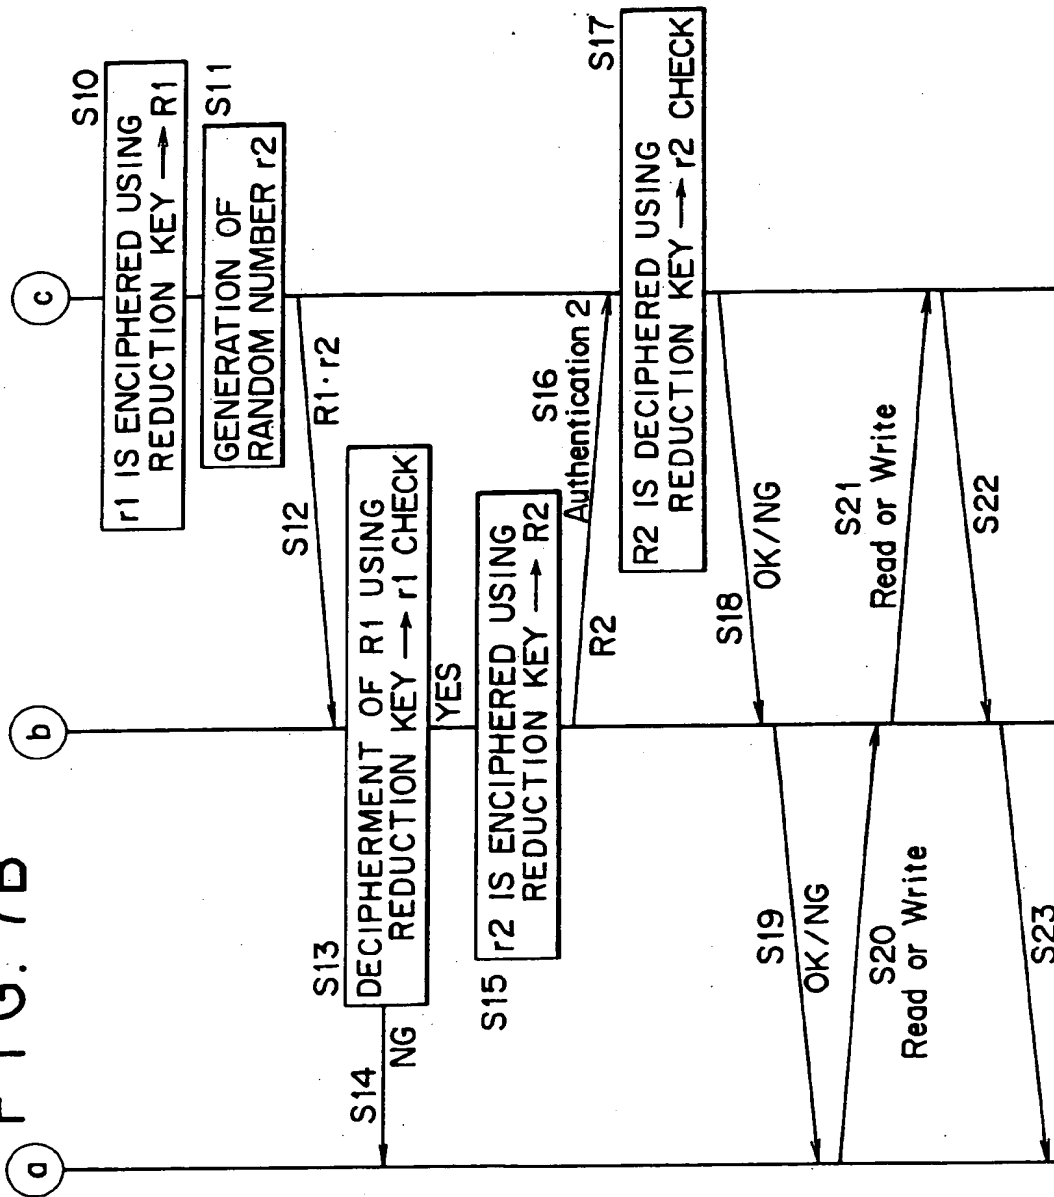 FIG. 7B
a
b
c
S10
r1 IS ENCIPHERED USING
REDUCTION KEY → R1
S11
GENERATION OF
RANDOM NUMBER r2
S12
R1·r2
S13
DECIPHERMENT OF R1 USING
REDUCTION KEY → r1 CHECK
S14
NG
YES
S15
r2 IS ENCIPHERED USING
REDUCTION KEY → R2
S16
Authentication 2
R2
S17
R2 IS DECIPHERED USING
REDUCTION KEY → r2 CHECK
S18
OK/NG
S19
OK/NG
S20
Read or Write
S21
Read or Write
S22
S23